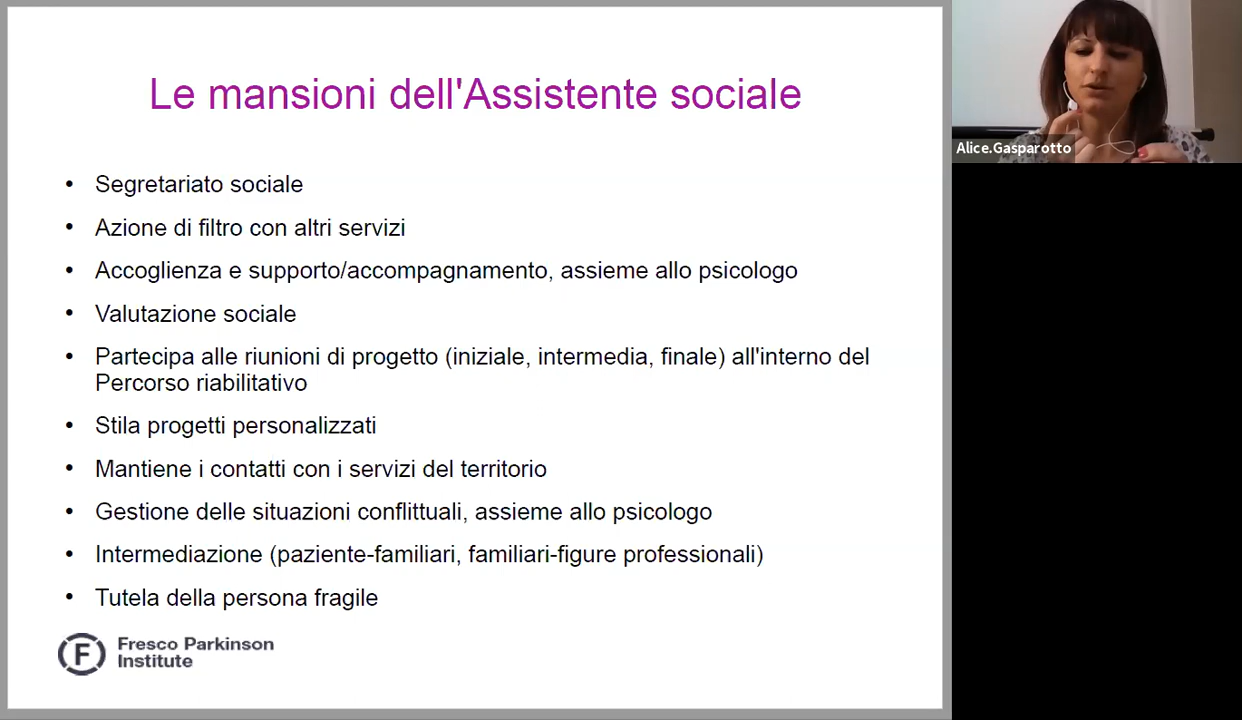 Le mansioni dell'Assistente sociale
• Segretariato sociale
• Azione di filtro con altri servizi
• Accoglienza e supporto/accompagnamento, assieme allo psicologo
• Valutazione sociale
• Partecipa alle riunioni di progetto (iniziale, intermedia, finale) all'interno del
Percorso riabilitativo
• Stila progetti personalizzati
• Mantiene i contatti con i servizi del territorio
• Gestione delle situazioni conflittuali, assieme allo psicologo
• Intermediazione (paziente-familiari, familiari-figure professionali)
• Tutela della persona fragile
F
Fresco Parkinson
Institute
Alice.Gasparotto